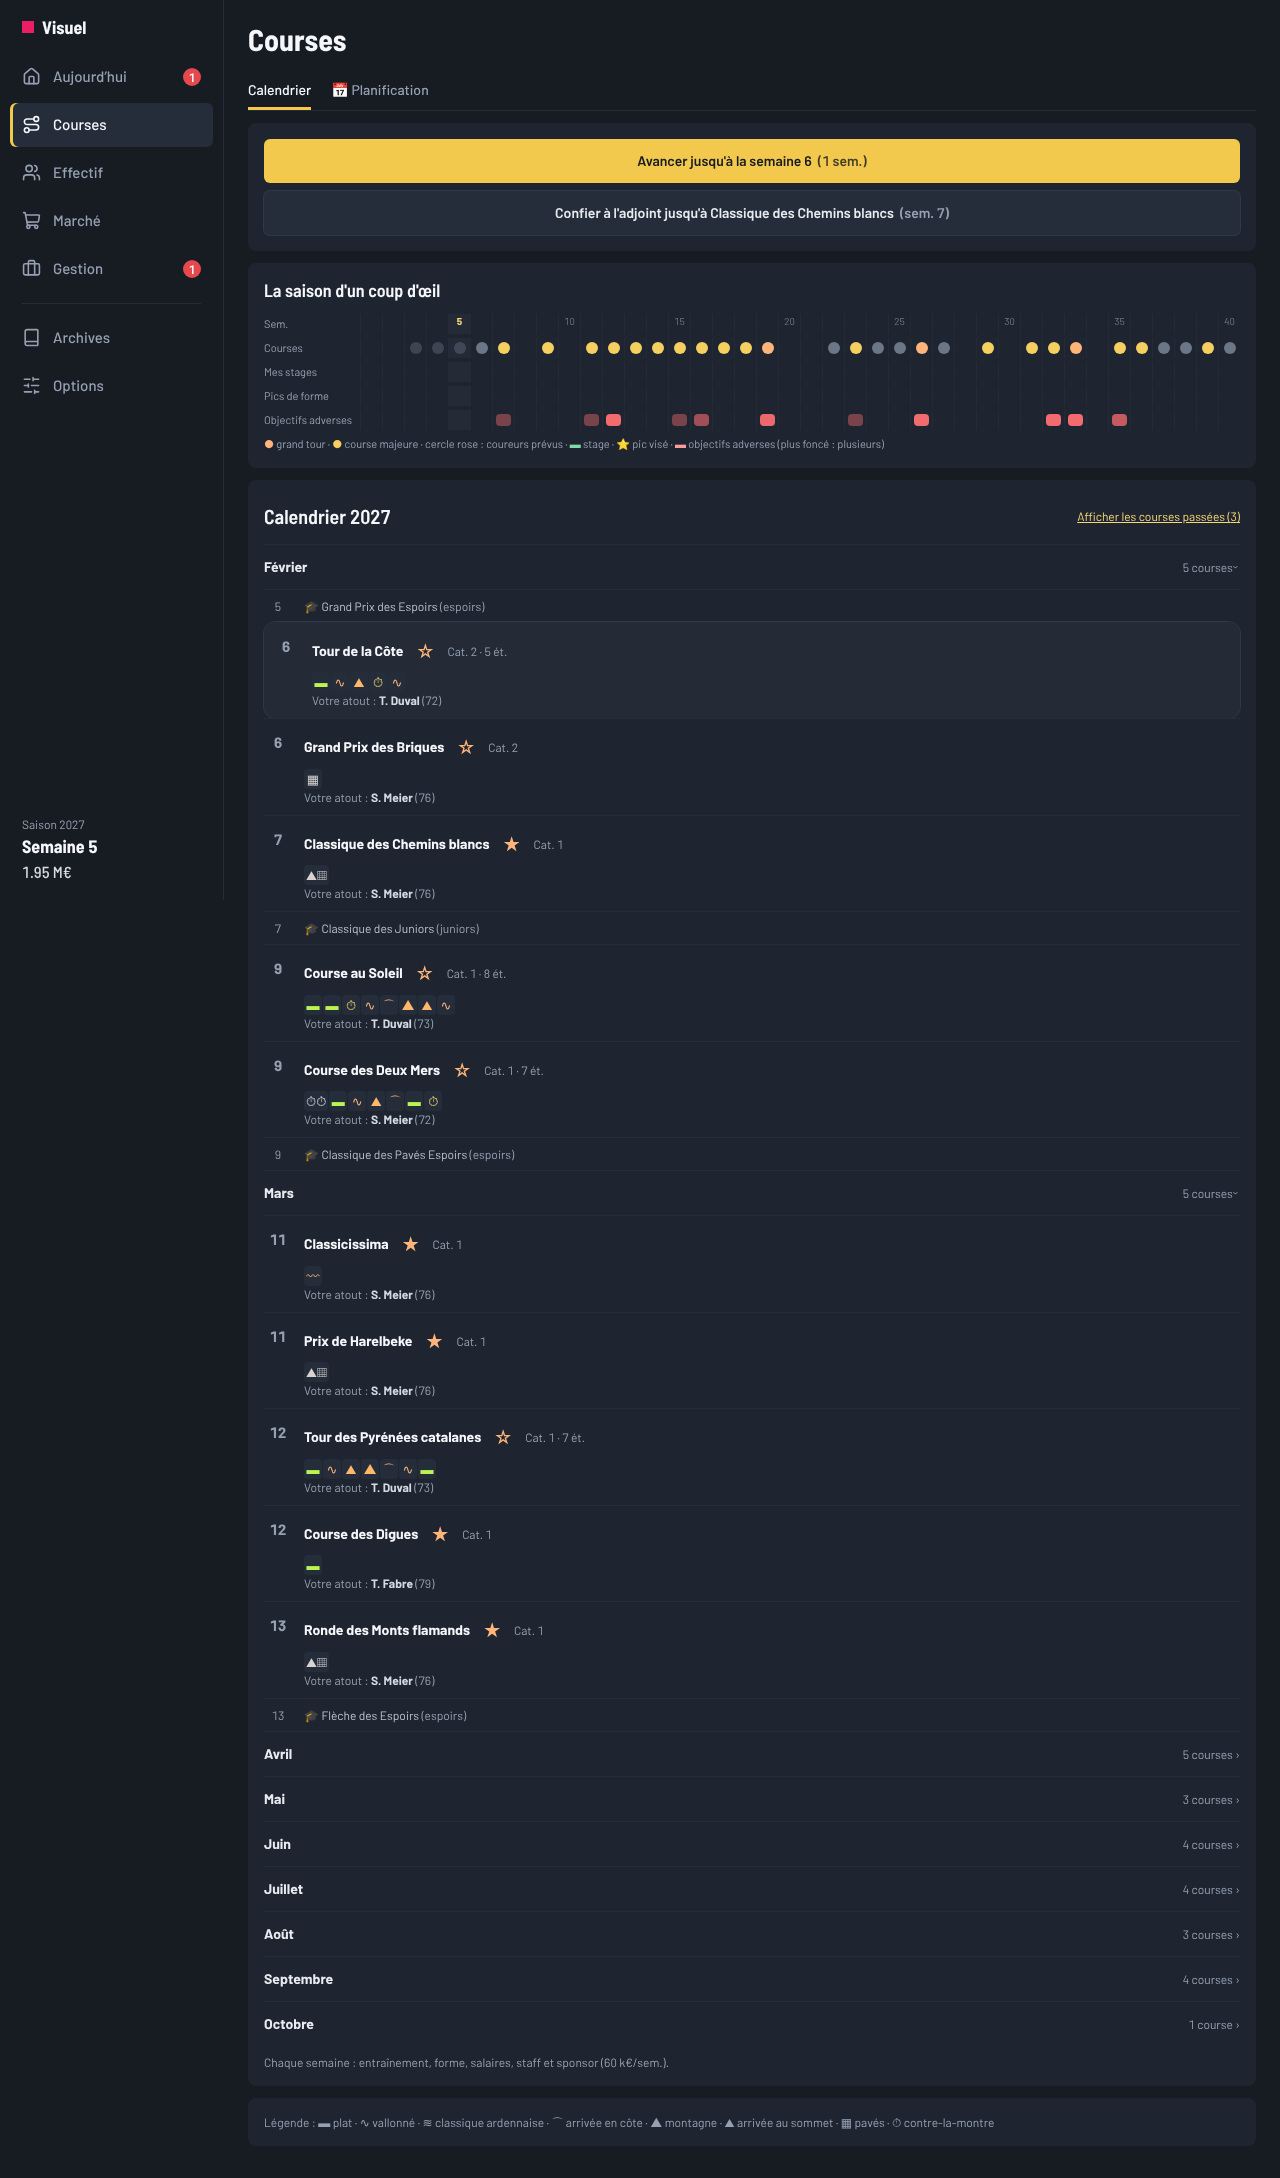 Visuel
Aujourd'hui 1
Courses
Effectif
Marché
Gestion 1
Archives
Options
Saison 2027
Semaine 5
1.95 M€
Courses
Calendrier 📅 Planification
Avancer jusqu'à la semaine 6 (1 sem.)
Confier à l'adjoint jusqu'à Classique des Chemins blancs (sem. 7)
La saison d'un coup d'œil
Sem. 5 10 15 20 25 30 35 40
Courses
Mes stages
Pics de forme
Objectifs adverses
● grand tour · ● course majeure · cercle rose : coureurs prévus · ▬ stage · ⭐ pic visé · ▬ objectifs adverses (plus foncé : plusieurs)
Calendrier 2027 Afficher les courses passées (3)
Février 5 courses
5 🎓 Grand Prix des Espoirs (espoirs)
6 Tour de la Côte ☆ Cat. 2 · 5 ét.
▬ ∿ ▲ ⏱ ∿
Votre atout : T. Duval (72)
6 Grand Prix des Briques ☆ Cat. 2
▦
Votre atout : S. Meier (76)
7 Classique des Chemins blancs ★ Cat. 1
▲▦
Votre atout : S. Meier (76)
7 🎓 Classique des Juniors (juniors)
9 Course au Soleil ☆ Cat. 1 · 8 ét.
▬ ▬ ⏱ ∿ ⌒ ▲ ▲ ∿
Votre atout : T. Duval (73)
9 Course des Deux Mers ☆ Cat. 1 · 7 ét.
⏱⏱ ▬ ∿ ▲ ⌒ ▬ ⏱
Votre atout : S. Meier (72)
9 🎓 Classique des Pavés Espoirs (espoirs)
Mars 5 courses
11 Classicissima ★ Cat. 1
〰
Votre atout : S. Meier (76)
11 Prix de Harelbeke ★ Cat. 1
▲▦
Votre atout : S. Meier (76)
12 Tour des Pyrénées catalanes ☆ Cat. 1 · 7 ét.
▬ ∿ ▲ ▲ ⌒ ∿ ▬
Votre atout : T. Duval (73)
12 Course des Digues ★ Cat. 1
▬
Votre atout : T. Fabre (79)
13 Ronde des Monts flamands ★ Cat. 1
▲▦
Votre atout : S. Meier (76)
13 🎓 Flèche des Espoirs (espoirs)
Avril 5 courses ›
Mai 3 courses ›
Juin 4 courses ›
Juillet 4 courses ›
Août 3 courses ›
Septembre 4 courses ›
Octobre 1 course ›
Chaque semaine : entraînement, forme, salaires, staff et sponsor (60 k€/sem.).
Légende : ▬ plat · ∿ vallonné · ≋ classique ardennaise · ⌒ arrivée en côte · ▲ montagne · ▲ arrivée au sommet · ▦ pavés · ⏱ contre-la-montre